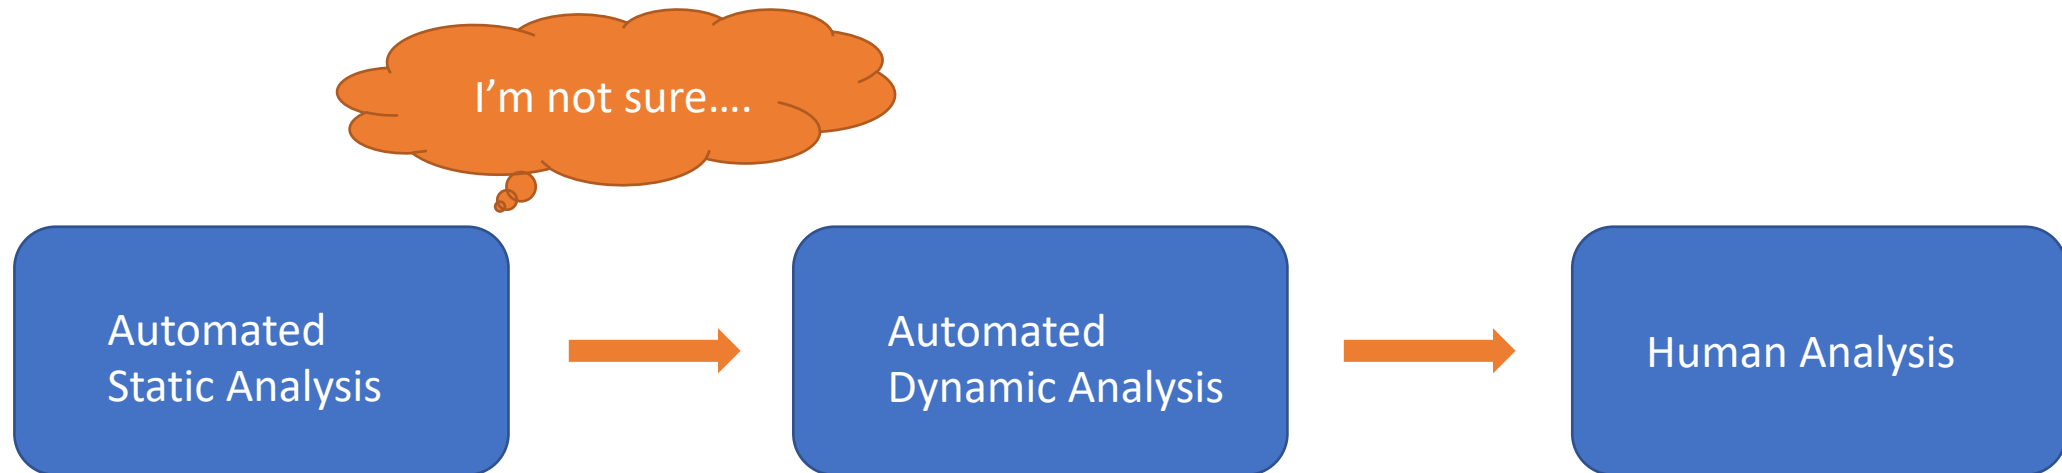 I’m not sure….
Automated
Static Analysis
Automated
Dynamic Analysis
Human Analysis